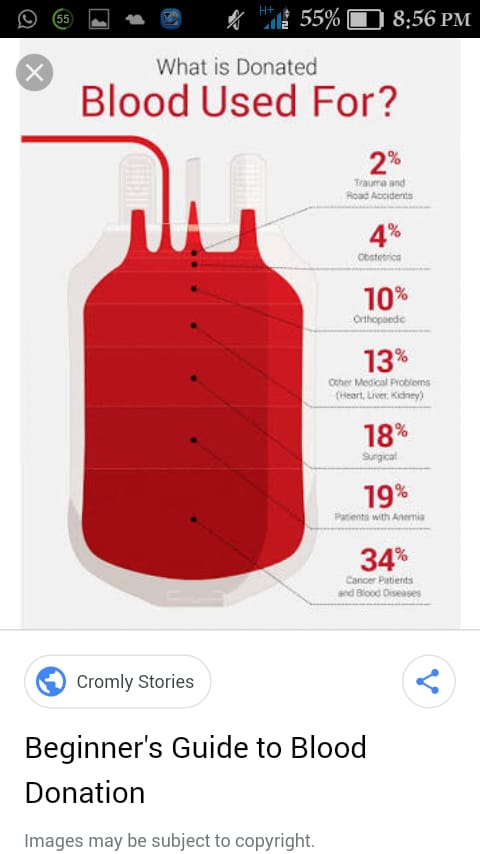 55
H+
55%
8:56 PM
What is Donated
Blood Used For?
2%
Trauma and
Road Accidents
4%
Obstetrics
10%
Orthopaedic
13%
Other Medical Problems
(Heart, Liver, Kidney)
18%
Surgical
19%
Patients with Anemia
34%
Cancer Patients
and Blood Diseases
Cromly Stories
Beginner's Guide to Blood
Donation
Images may be subject to copyright.